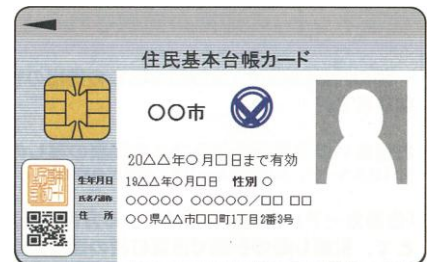 住民基本台帳カード
〇〇市
20△△年〇月□日まで有効
生年月日 19△△年〇月□日 性別 〇
氏名/通称 〇〇〇〇〇 〇〇〇〇〇/□□ □□
住所 〇〇県△△市□□町1丁目2番3号